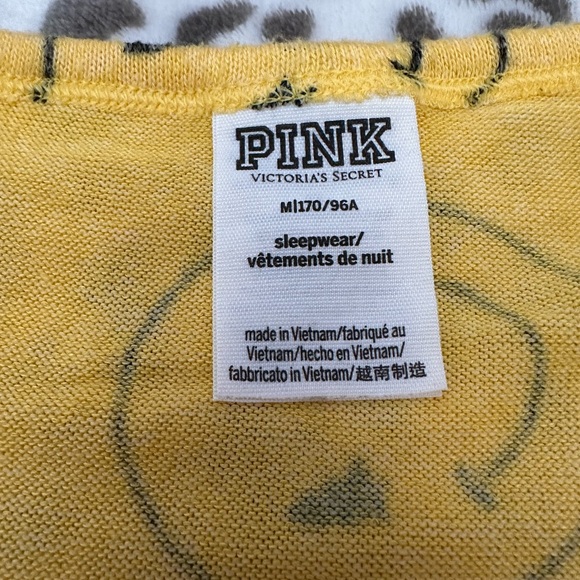 PINK
VICTORIA'S SECRET
M|170/96A
sleepwear/
vêtements de nuit
made in Vietnam/fabriqué au
Vietnam/hecho en Vietnam/
fabbricato in Vietnam/越南制造